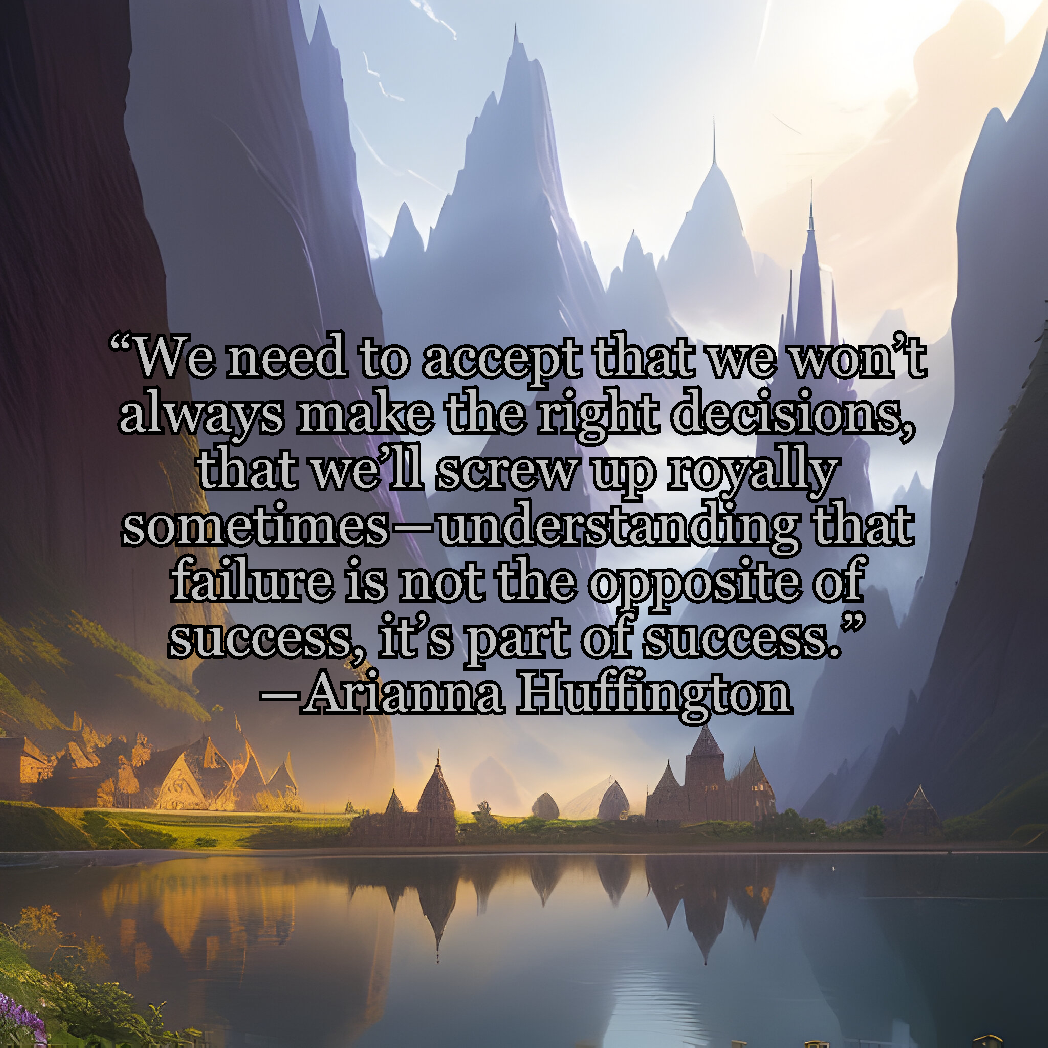 “We need to accept that we won’t
always make the right decisions,
that we’ll screw up royally
sometimes—understanding that
failure is not the opposite of
success, it’s part of success.”
—Arianna Huffington